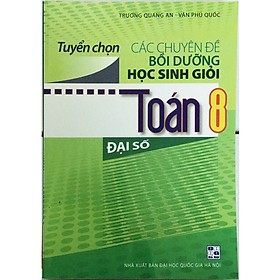 TRƯƠNG QUANG AN - VĂN PHÚ QUỐC
Tuyển chọn
CÁC CHUYÊN ĐỀ
BỒI DƯỠNG
HỌC SINH GIỎI
Toán 8
ĐẠI SỐ
NHÀ XUẤT BẢN ĐẠI HỌC QUỐC GIA HÀ NỘI